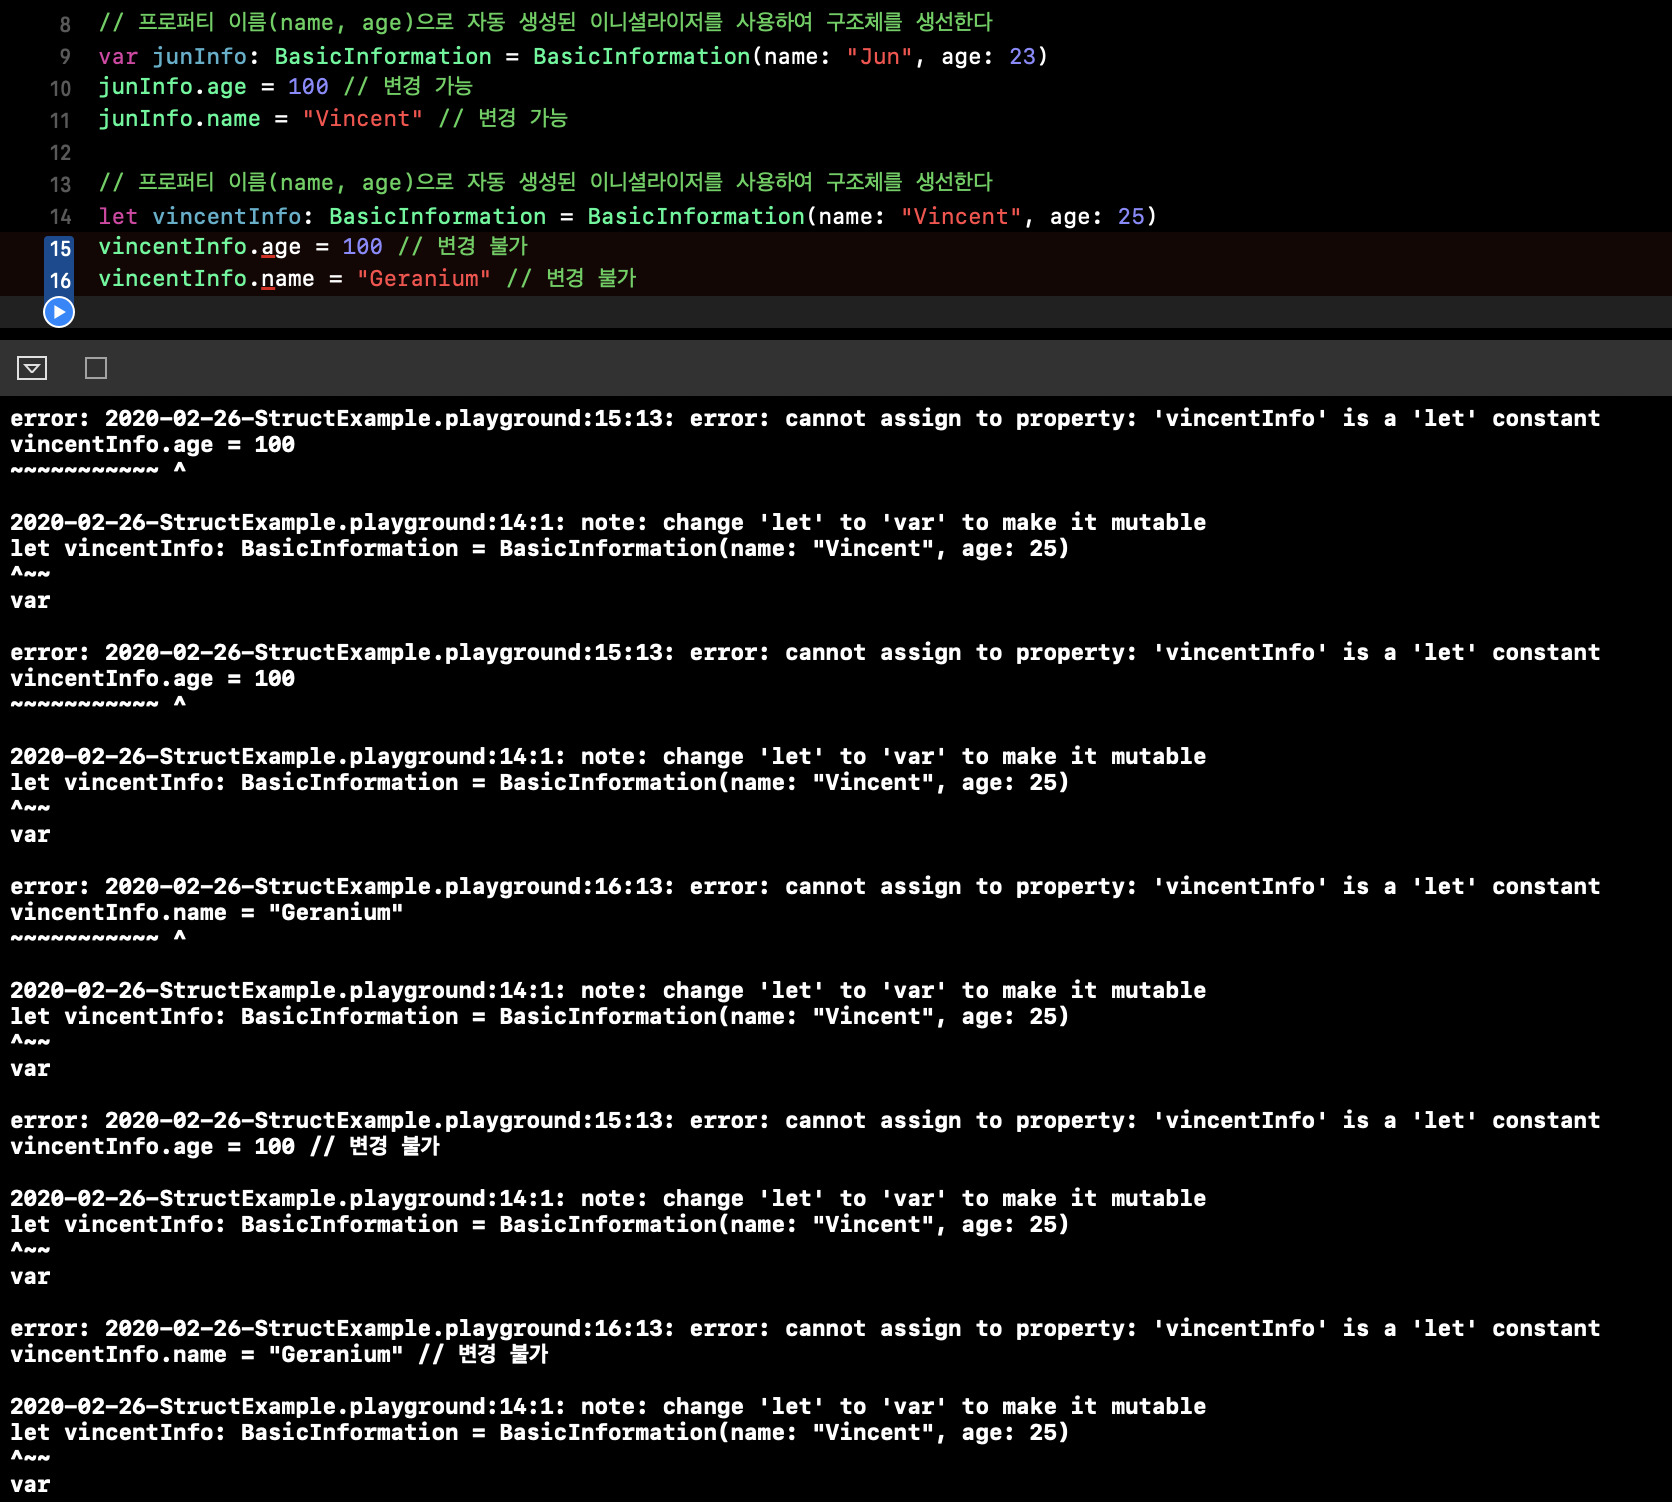 8 // 프로퍼티 이름(name, age)으로 자동 생성된 이니셜라이저를 사용하여 구조체를 생선한다
9 var junInfo: BasicInformation = BasicInformation(name: "Jun", age: 23)
10 junInfo.age = 100 // 변경 가능
11 junInfo.name = "Vincent" // 변경 가능
12
13 // 프로퍼티 이름(name, age)으로 자동 생성된 이니셜라이저를 사용하여 구조체를 생선한다
14 let vincentInfo: BasicInformation = BasicInformation(name: "Vincent", age: 25)
15 vincentInfo.age = 100 // 변경 불가
16 vincentInfo.name = "Geranium" // 변경 불가
error: 2020-02-26-StructExample.playground:15:13: error: cannot assign to property: 'vincentInfo' is a 'let' constant
vincentInfo.age = 100
~~~~~~~~~~~ ^
2020-02-26-StructExample.playground:14:1: note: change 'let' to 'var' to make it mutable
let vincentInfo: BasicInformation = BasicInformation(name: "Vincent", age: 25)
^~~
var
error: 2020-02-26-StructExample.playground:15:13: error: cannot assign to property: 'vincentInfo' is a 'let' constant
vincentInfo.age = 100
~~~~~~~~~~~ ^
2020-02-26-StructExample.playground:14:1: note: change 'let' to 'var' to make it mutable
let vincentInfo: BasicInformation = BasicInformation(name: "Vincent", age: 25)
^~~
var
error: 2020-02-26-StructExample.playground:16:13: error: cannot assign to property: 'vincentInfo' is a 'let' constant
vincentInfo.name = "Geranium"
~~~~~~~~~~~ ^
2020-02-26-StructExample.playground:14:1: note: change 'let' to 'var' to make it mutable
let vincentInfo: BasicInformation = BasicInformation(name: "Vincent", age: 25)
^~~
var
error: 2020-02-26-StructExample.playground:15:13: error: cannot assign to property: 'vincentInfo' is a 'let' constant
vincentInfo.age = 100 // 변경 불가
2020-02-26-StructExample.playground:14:1: note: change 'let' to 'var' to make it mutable
let vincentInfo: BasicInformation = BasicInformation(name: "Vincent", age: 25)
^~~
var
error: 2020-02-26-StructExample.playground:16:13: error: cannot assign to property: 'vincentInfo' is a 'let' constant
vincentInfo.name = "Geranium" // 변경 불가
2020-02-26-StructExample.playground:14:1: note: change 'let' to 'var' to make it mutable
let vincentInfo: BasicInformation = BasicInformation(name: "Vincent", age: 25)
^~~
var